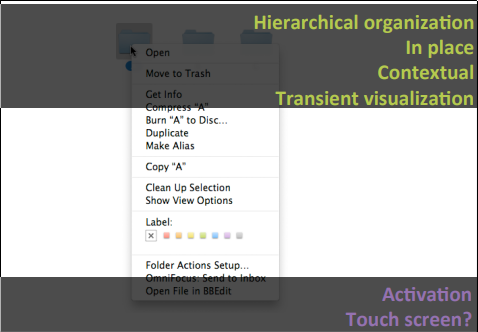 Hierarchical organization
In place
Contextual
Transient visualization
Open
Move to Trash
Get Info
Compress "A"
Burn "A" to Disc...
Duplicate
Make Alias
Copy "A"
Clean Up Selection
Show View Options
Label:
Folder Actions Setup...
OmniFocus: Send to Inbox
Open File in BBEdit
Activation
Touch screen?